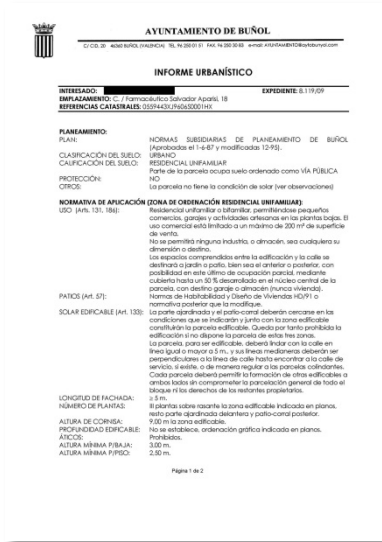 AYUNTAMIENTO DE BUÑOL
C/ CID, 20 46360 BUÑOL (VALENCIA) TEL. 96 250 01 51 FAX. 96 250 30 83 e-mail: AYUNTAMIENTO@aytobunyol.com
INFORME URBANÍSTICO
INTERESADO: EXPEDIENTE: 8.119/09
EMPLAZAMIENTO: C. / Farmacéutico Salvador Aparisi, 18
REFERENCIAS CATASTRALES: 0559443XJ9606S0001HX
PLANEAMIENTO:
PLAN: NORMAS SUBSIDIARIAS DE PLANEAMIENTO DE BUÑOL
(Aprobadas el 1-6-87 y modificadas 12-95).
CLASIFICACIÓN DEL SUELO: URBANO
CALIFICACIÓN DEL SUELO: RESIDENCIAL UNIFAMILIAR
Parte de la parcela ocupa suelo ordenado como VÍA PÚBLICA
PROTECCIÓN: NO
OTROS: La parcela no tiene la condición de solar (ver observaciones)
NORMATIVA DE APLICACIÓN (ZONA DE ORDENACIÓN RESIDENCIAL UNIFAMILIAR):
USO (Arts. 131, 186): Residencial unifamiliar o bifamiliar, permitiéndose pequeños
comercios, garajes y actividades artesanas en las plantas bajas. El
uso comercial está limitado a un máximo de 200 m² de superficie
de venta.
No se permitirá ninguna industria, o almacén, sea cualquiera su
dimensión o destino.
Los espacios comprendidos entre la edificación y la calle se
destinará a jardín o patio, bien sea el anterior o posterior, con
posibilidad en este último de ocupación parcial, mediante
cubierta hasta un 50 % desarrollado en el núcleo central de la
parcela, con destino garaje o almacén (nunca vivienda).
PATIOS (Art. 57): Normas de Habitabilidad y Diseño de Viviendas HD/91 o
normativa posterior que la modifique.
SOLAR EDIFICABLE (Art. 133): La parte ajardinada y el patio-corral deberán cercarse en las
condiciones que se indicarán y junto con la zona edificable
constituirán la parcela edificable. Queda por tanto prohibida la
edificación si no dispone la parcela de estas tres zonas.
La parcela, para ser edificable, deberá lindar con la calle en
línea igual o mayor a 5 m., y sus líneas medianeras deberán ser
perpendiculares a la línea de calle hasta encontrar a la calle de
servicio, si existe, o de manera regular a las parcelas colindantes.
Cada parcela deberá permitir la formación de otras edificables a
ambos lados sin comprometer la parcelación general de todo el
bloque ni los derechos de los restantes propietarios.
LONGITUD DE FACHADA: ≥ 5 m.
NÚMERO DE PLANTAS: III plantas sobre rasante la zona edificable indicada en planos,
resto parte ajardinada delantera y patio-corral posterior.
ALTURA DE CORNISA: 9,00 m la zona edificable.
PROFUNDIDAD EDIFICABLE: No se establece, ordenación gráfica indicada en planos.
ÁTICOS: Prohibidos.
ALTURA MÍNIMA P/BAJA: 3,00 m.
ALTURA MÍNIMA P/PISO: 2,50 m.
Página 1 de 2